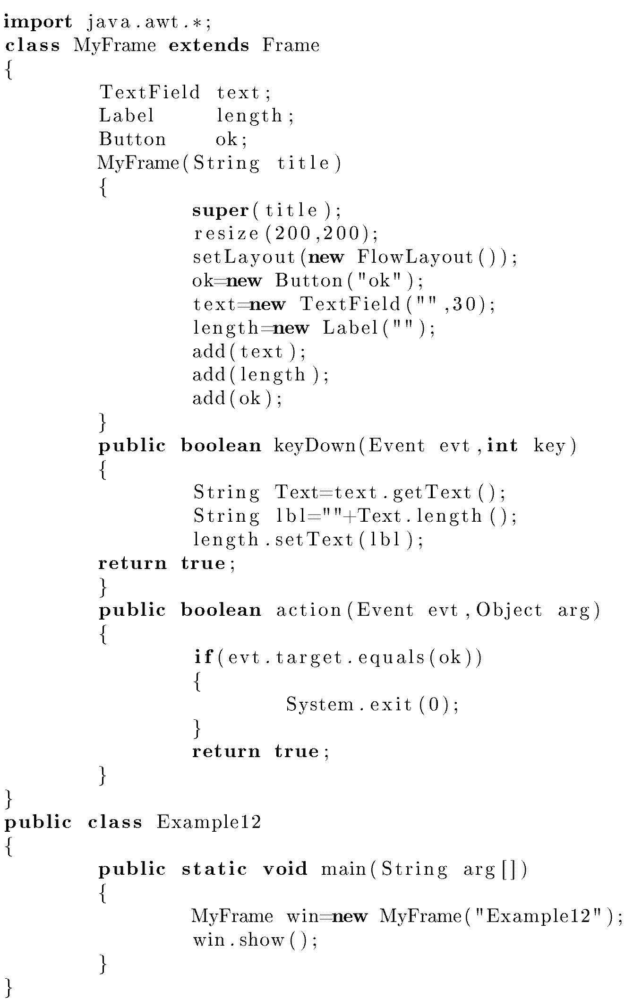 import java.awt.*;
class MyFrame extends Frame
{
TextField text;
Label length;
Button ok;
MyFrame(String title)
{
super(title);
resize(200,200);
setLayout(new FlowLayout());
ok=new Button("ok");
text=new TextField("",30);
length=new Label("");
add(text);
add(length);
add(ok);
}
public boolean keyDown(Event evt,int key)
{
String Text=text.getText();
String lbl=""+Text.length();
length.setText(lbl);
return true;
}
public boolean action(Event evt,Object arg)
{
if(evt.target.equals(ok))
{
System.exit(0);
}
return true;
}
}
public class Example12
{
public static void main(String arg[])
{
MyFrame win=new MyFrame("Example12");
win.show();
}
}